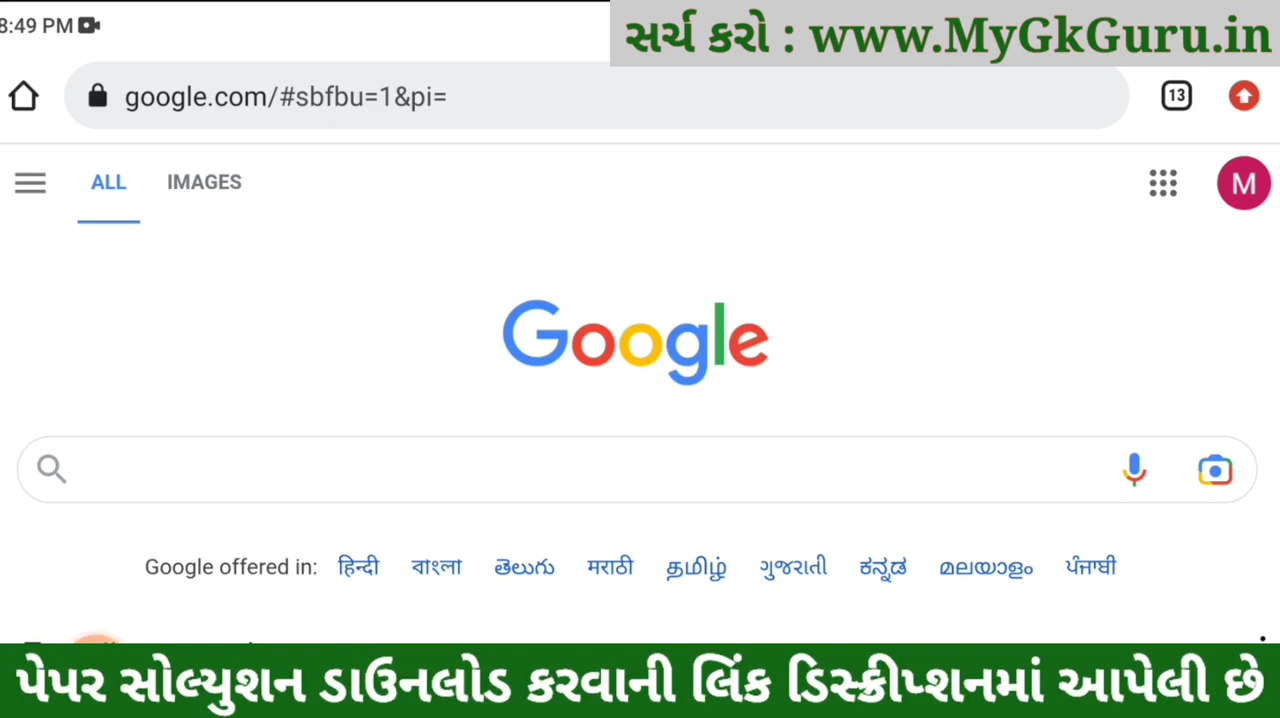 8:49 PM
સર્ચ કરો : www.MyGkGuru.in
google.com/#sbfbu=1&pi=
13
ALL IMAGES
M
Google
Google offered in: हिन्दी বাংলা తెలుగు मराठी தமிழ் ગુજરાતી ಕನ್ನಡ മലയാളം ਪੰਜਾਬੀ
પેપર સોલ્યુશન ડાઉનલોડ કરવાની લિંક ડિસ્ક્રીપ્શનમાં આપેલી છે